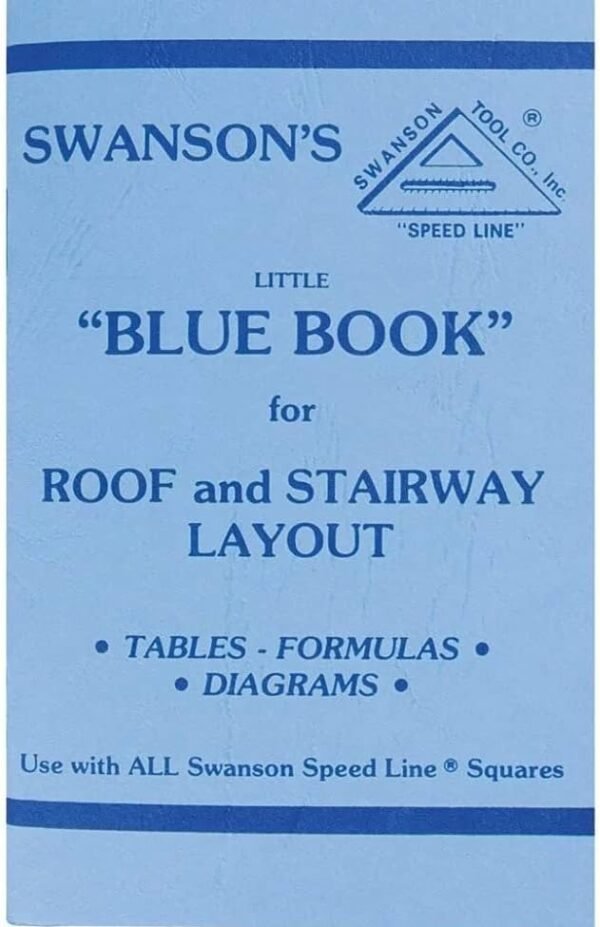 SWANSON'S
SWANSON TOOL CO., Inc. ®
"SPEED LINE"
LITTLE
“BLUE BOOK”
for
ROOF and STAIRWAY
LAYOUT
• TABLES - FORMULAS •
• DIAGRAMS •
Use with ALL Swanson Speed Line ® Squares